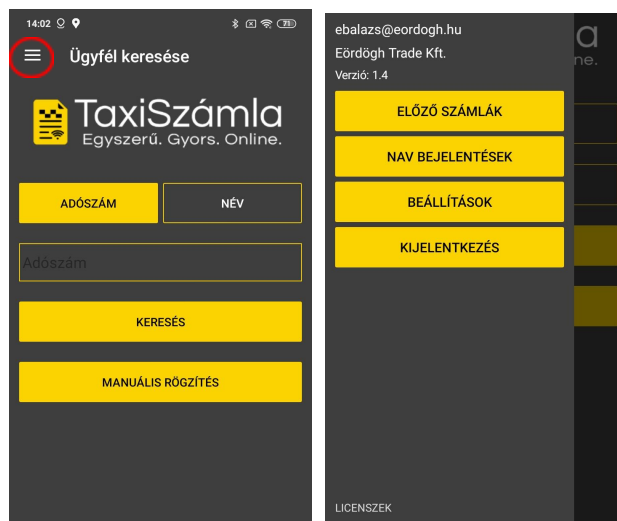 14:02
71
Ügyfél keresése
TaxiSzámla
Egyszerű. Gyors. Online.
ADÓSZÁM
NÉV
Adószám
KERESÉS
MANUÁLIS RÖGZÍTÉS
ebalazs@eordogh.hu
Eördögh Trade Kft.
Verzió: 1.4
ELŐZŐ SZÁMLÁK
NAV BEJELENTÉSEK
BEÁLLÍTÁSOK
KIJELENTKEZÉS
LICENSZEK
a
ne.